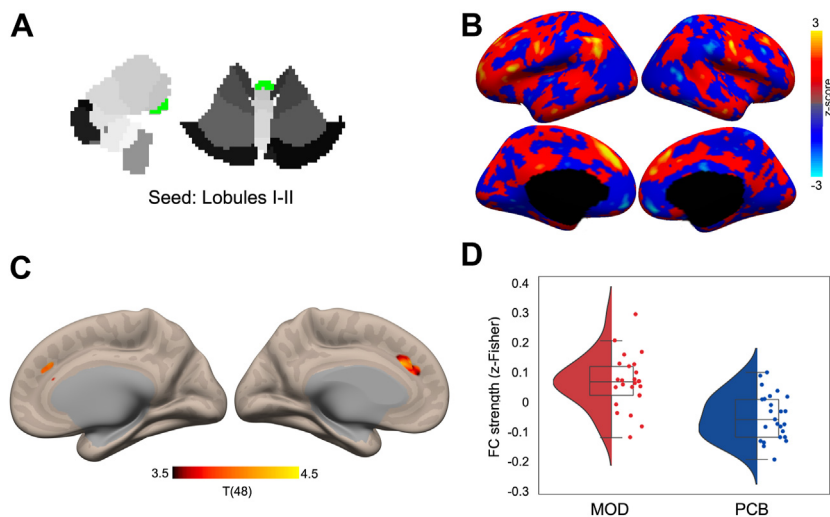 A
Seed: Lobules I-II
B
3
z-score
-3
C
3.5
4.5
T(48)
D
FC strength (z-Fisher)
0.4
0.3
0.2
0.1
0
-0.1
-0.2
-0.3
MOD
PCB